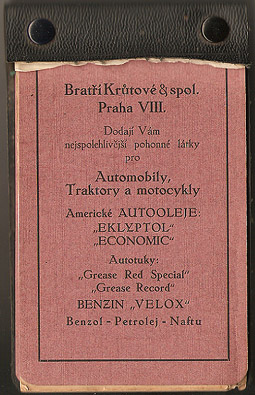 Bratří Krůtové & spol.
Praha VIII.
Dodají Vám
nejspolehlivější pohonné látky
pro
Automobily,
Traktory a motocykly
Americké AUTOOLEJE:
„EKLYPTOL“
„ECONOMIC“
Autotuky:
„Grease Red Special“
„Grease Record“
BENZIN „VELOX“
Benzol - Petrolej - Naftu